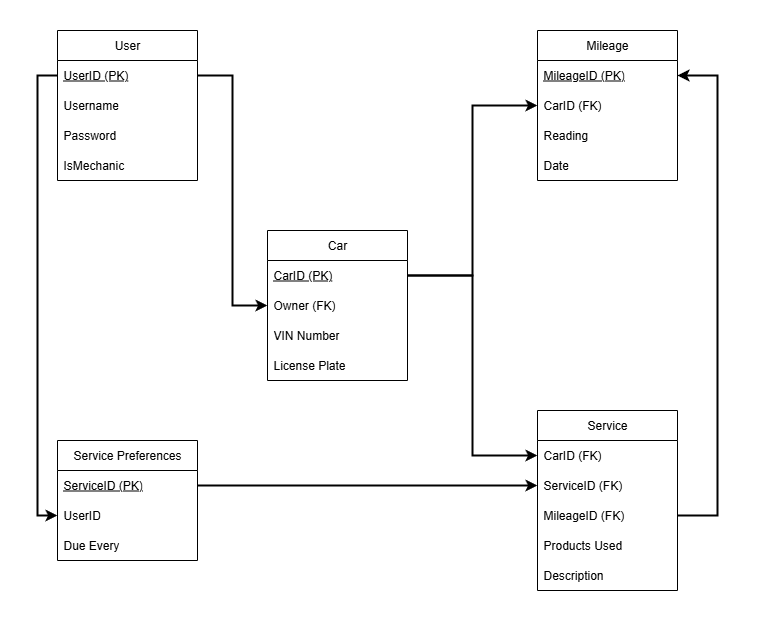 User
UserID (PK)
Username
Password
IsMechanic
Mileage
MileageID (PK)
CarID (FK)
Reading
Date
Car
CarID (PK)
Owner (FK)
VIN Number
License Plate
Service Preferences
ServiceID (PK)
UserID
Due Every
Service
CarID (FK)
ServiceID (FK)
MileageID (FK)
Products Used
Description